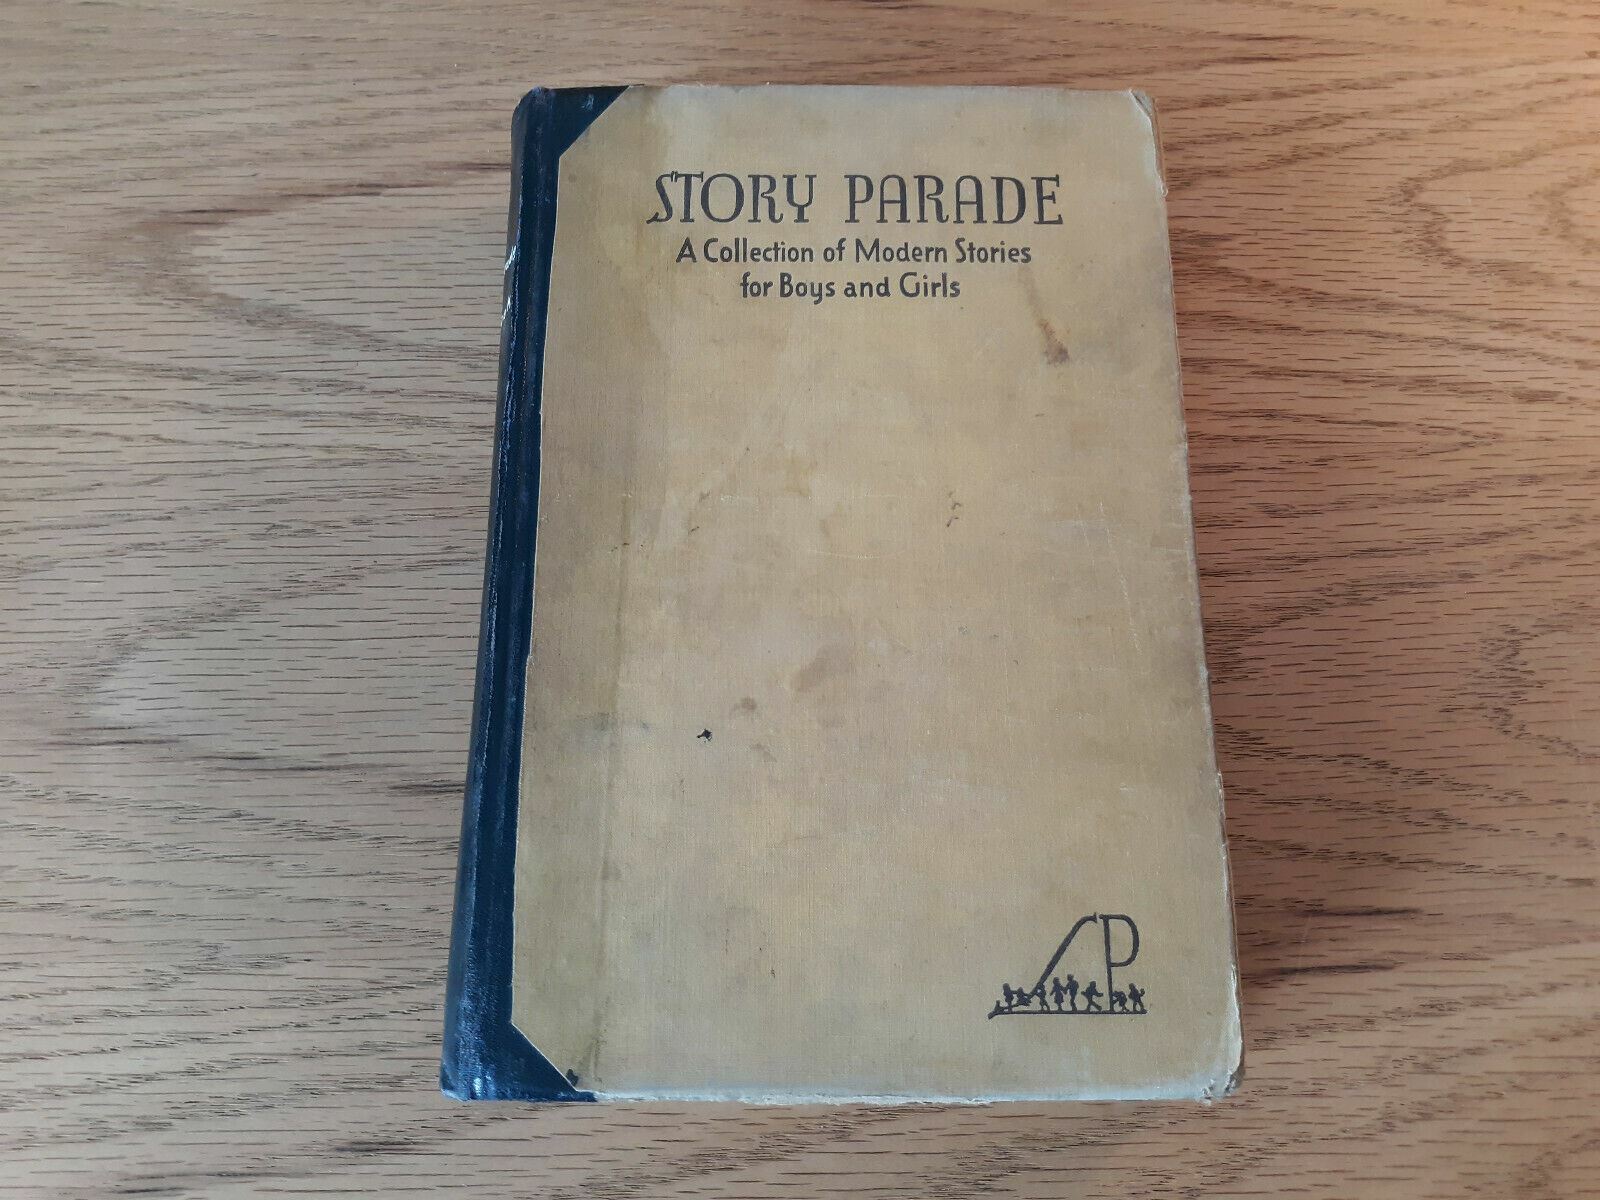 STORY PARADE
A Collection of Modern Stories
for Boys and Girls
SP